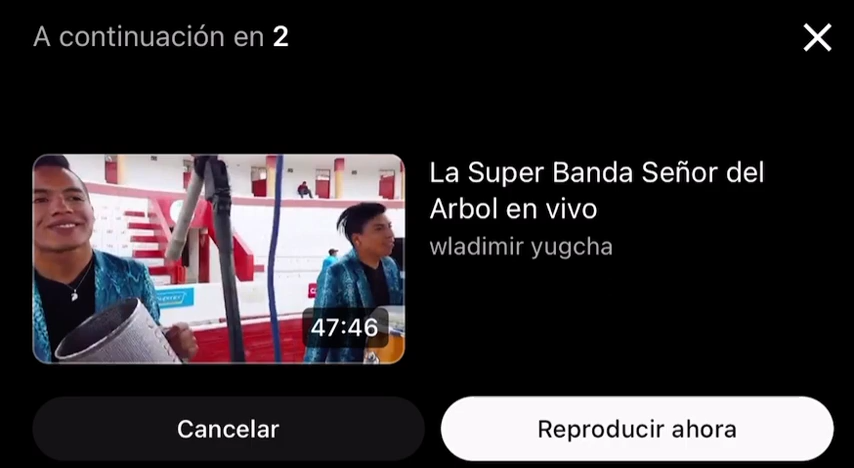 A continuación en 2
La Super Banda Señor del
Arbol en vivo
wladimir yugcha
47:46
Cancelar
Reproducir ahora